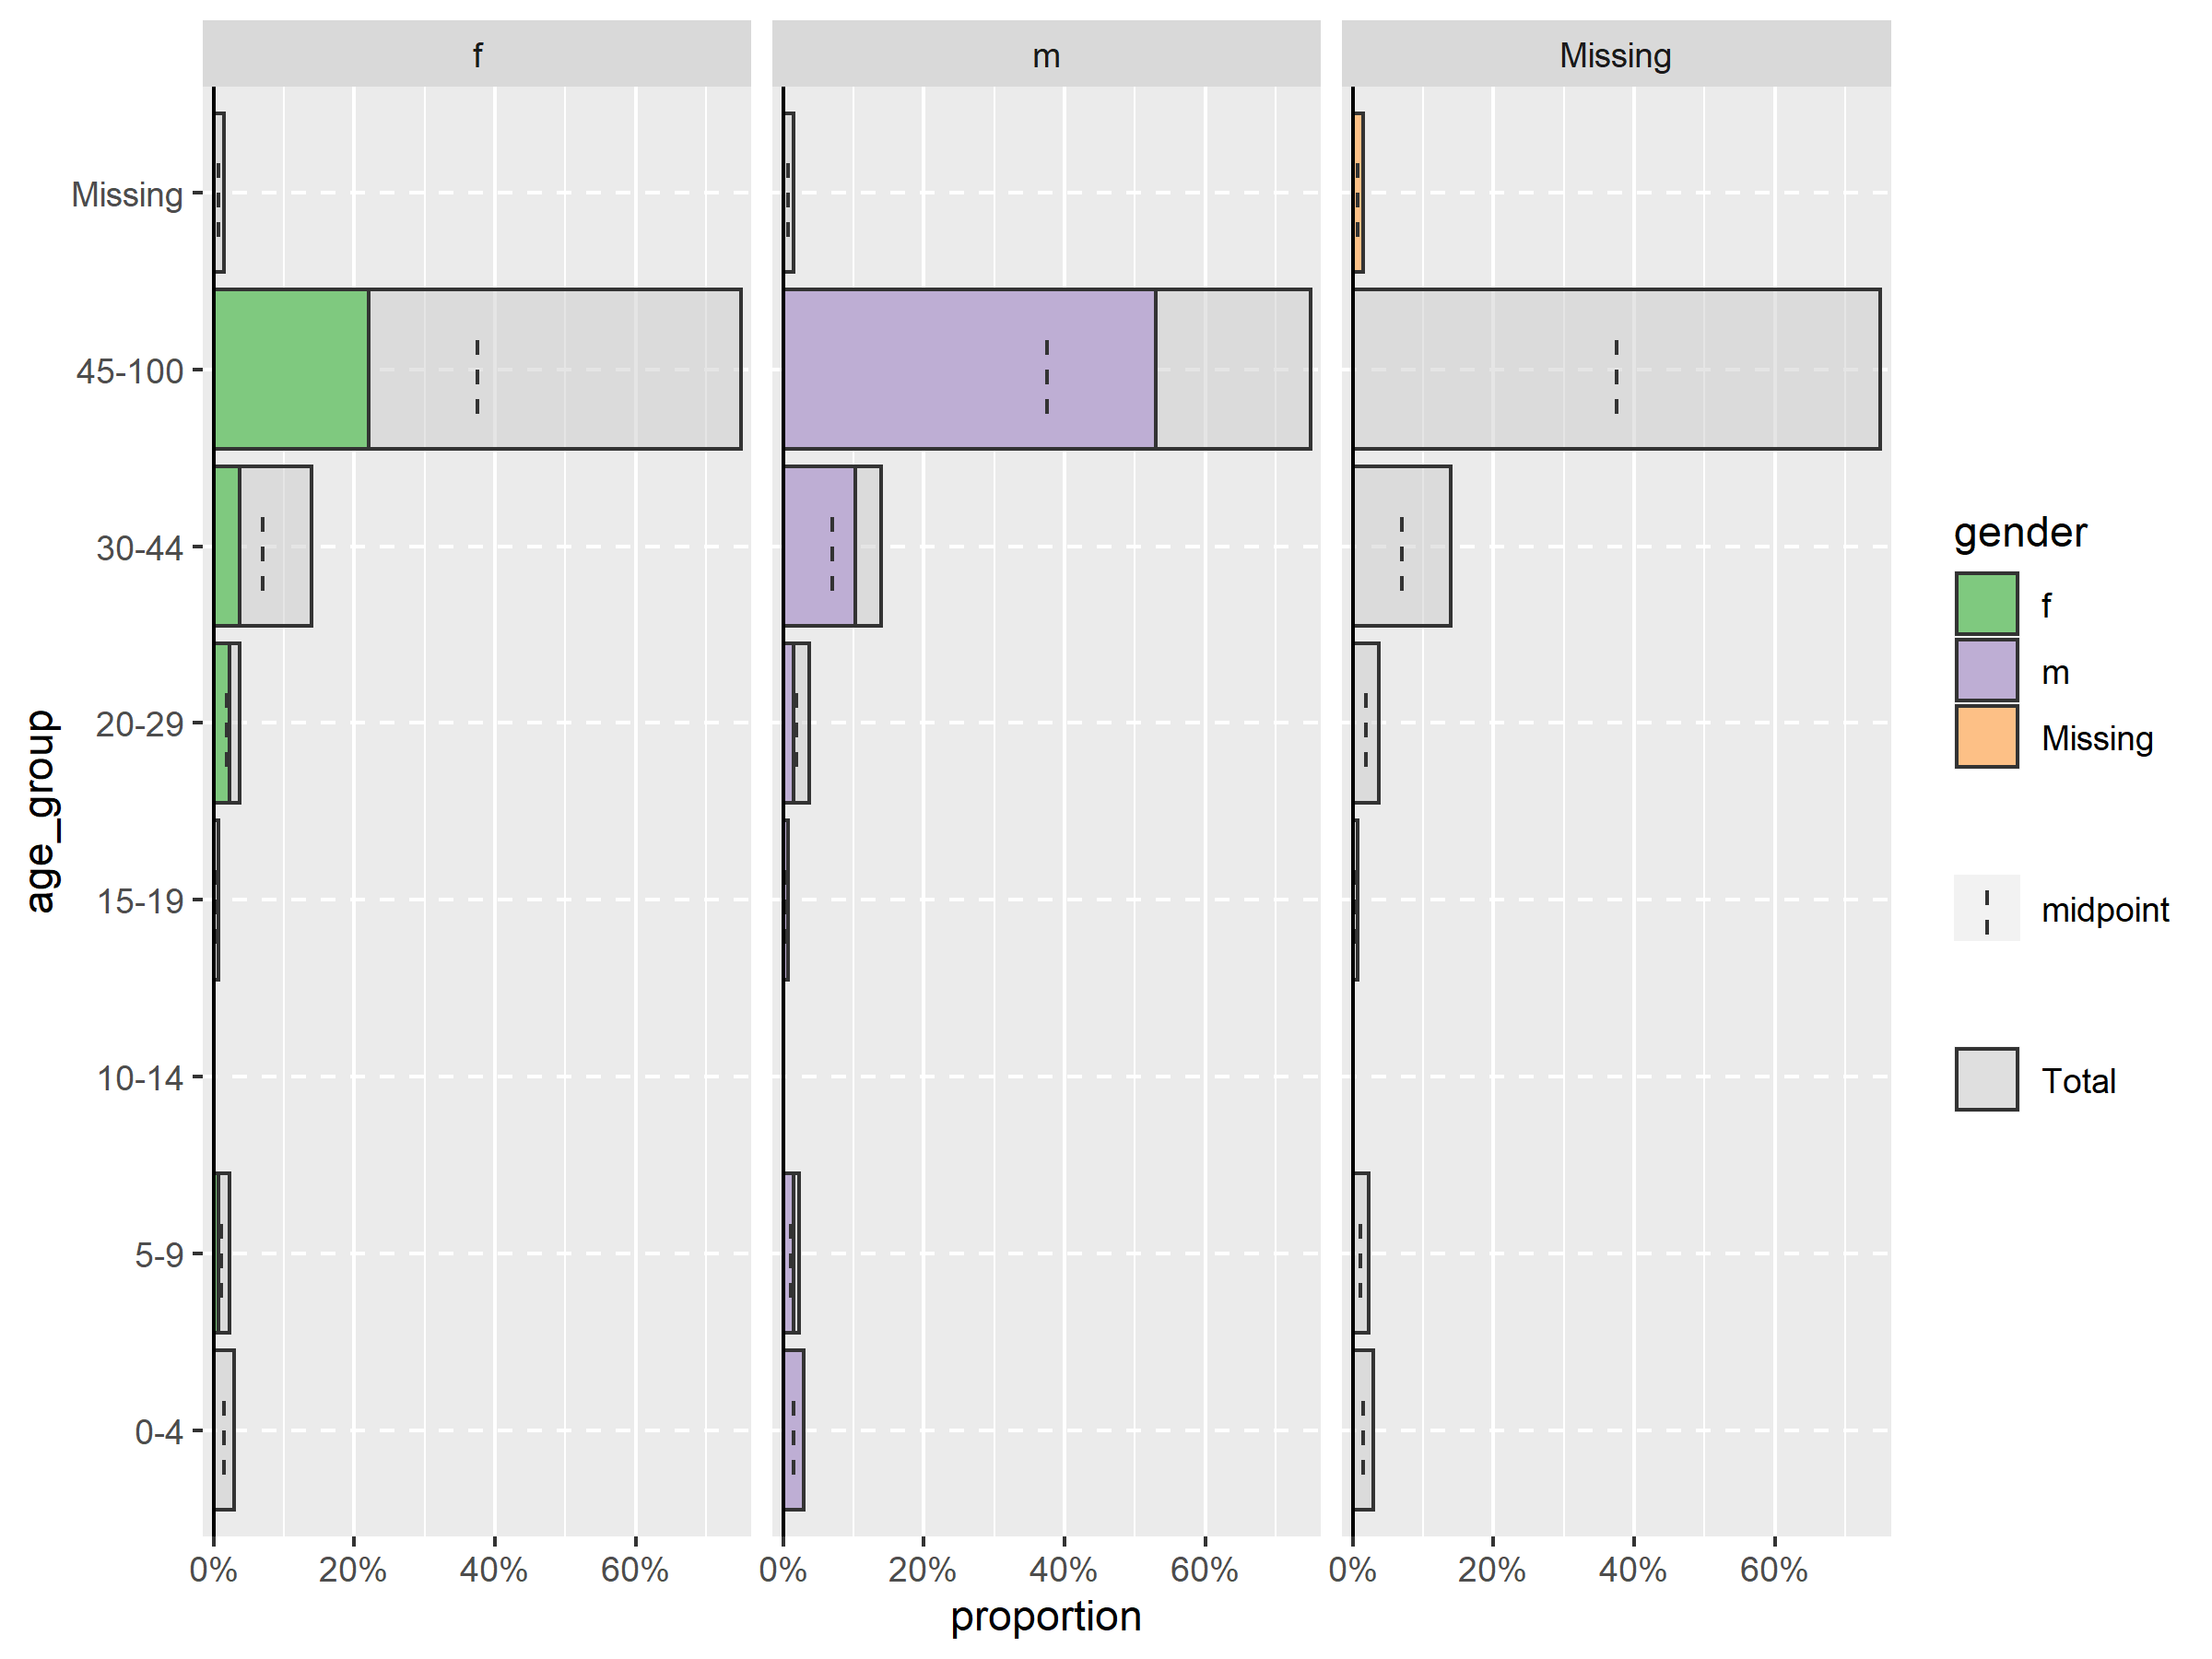 f
m
Missing
Missing
45-100
30-44
20-29
15-19
10-14
5-9
0-4
age_group
0% 20% 40% 60%
0% 20% 40% 60%
0% 20% 40% 60%
proportion
gender
f
m
Missing
midpoint
Total